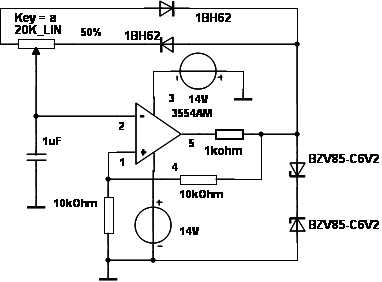 1BH62
Key = a
20K_LIN
50%
1BH62
3
14V
3554AM
2
5
1uF
1kohm
1
4
BZV85-C6V2
10kOhm
10kOhm
14V
BZV85-C6V2